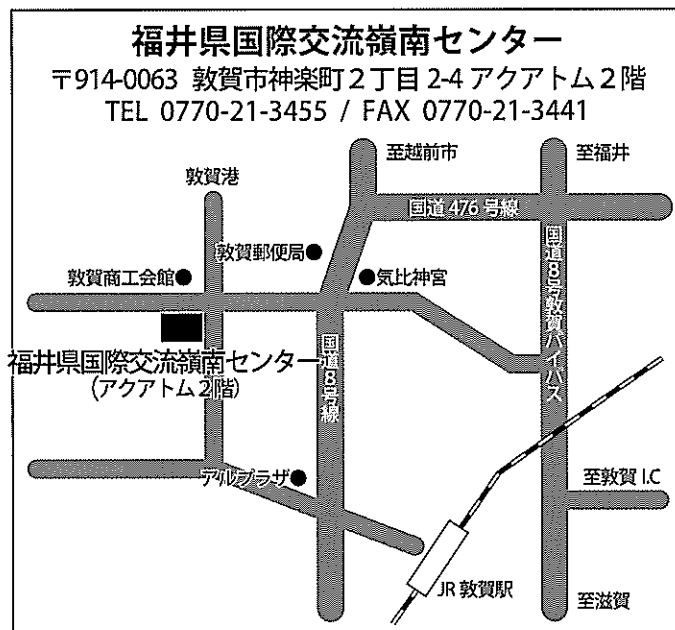 福井県国際交流嶺南センター
〒914-0063 敦賀市神楽町２丁目 2-4 アクアトム２階
TEL 0770-21-3455 / FAX 0770-21-3441
至越前市
至福井
敦賀港
国道 476 号線
敦賀郵便局
国道8号敦賀バイパス
敦賀商工会館
気比神宮
福井県国際交流嶺南センター
(アクアトム２階)
国道8号線
アルプラザ
至敦賀 I.C
JR 敦賀駅
至滋賀